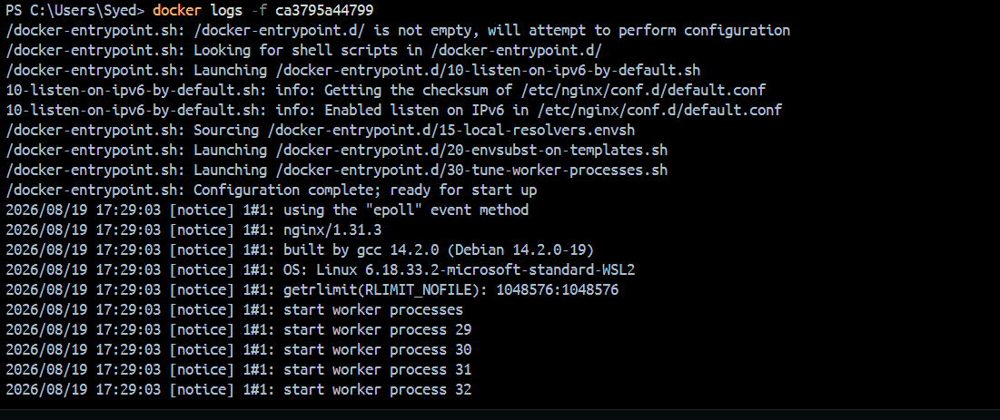 PS C:\Users\Syed> docker logs -f ca3795a44799
/docker-entrypoint.sh: /docker-entrypoint.d/ is not empty, will attempt to perform configuration
/docker-entrypoint.sh: Looking for shell scripts in /docker-entrypoint.d/
/docker-entrypoint.sh: Launching /docker-entrypoint.d/10-listen-on-ipv6-by-default.sh
10-listen-on-ipv6-by-default.sh: info: Getting the checksum of /etc/nginx/conf.d/default.conf
10-listen-on-ipv6-by-default.sh: info: Enabled listen on IPv6 in /etc/nginx/conf.d/default.conf
/docker-entrypoint.sh: Sourcing /docker-entrypoint.d/15-local-resolvers.envsh
/docker-entrypoint.sh: Launching /docker-entrypoint.d/20-envsubst-on-templates.sh
/docker-entrypoint.sh: Launching /docker-entrypoint.d/30-tune-worker-processes.sh
/docker-entrypoint.sh: Configuration complete; ready for start up
2026/08/19 17:29:03 [notice] 1#1: using the "epoll" event method
2026/08/19 17:29:03 [notice] 1#1: nginx/1.31.3
2026/08/19 17:29:03 [notice] 1#1: built by gcc 14.2.0 (Debian 14.2.0-19)
2026/08/19 17:29:03 [notice] 1#1: OS: Linux 6.18.33.2-microsoft-standard-WSL2
2026/08/19 17:29:03 [notice] 1#1: getrlimit(RLIMIT_NOFILE): 1048576:1048576
2026/08/19 17:29:03 [notice] 1#1: start worker processes
2026/08/19 17:29:03 [notice] 1#1: start worker process 29
2026/08/19 17:29:03 [notice] 1#1: start worker process 30
2026/08/19 17:29:03 [notice] 1#1: start worker process 31
2026/08/19 17:29:03 [notice] 1#1: start worker process 32